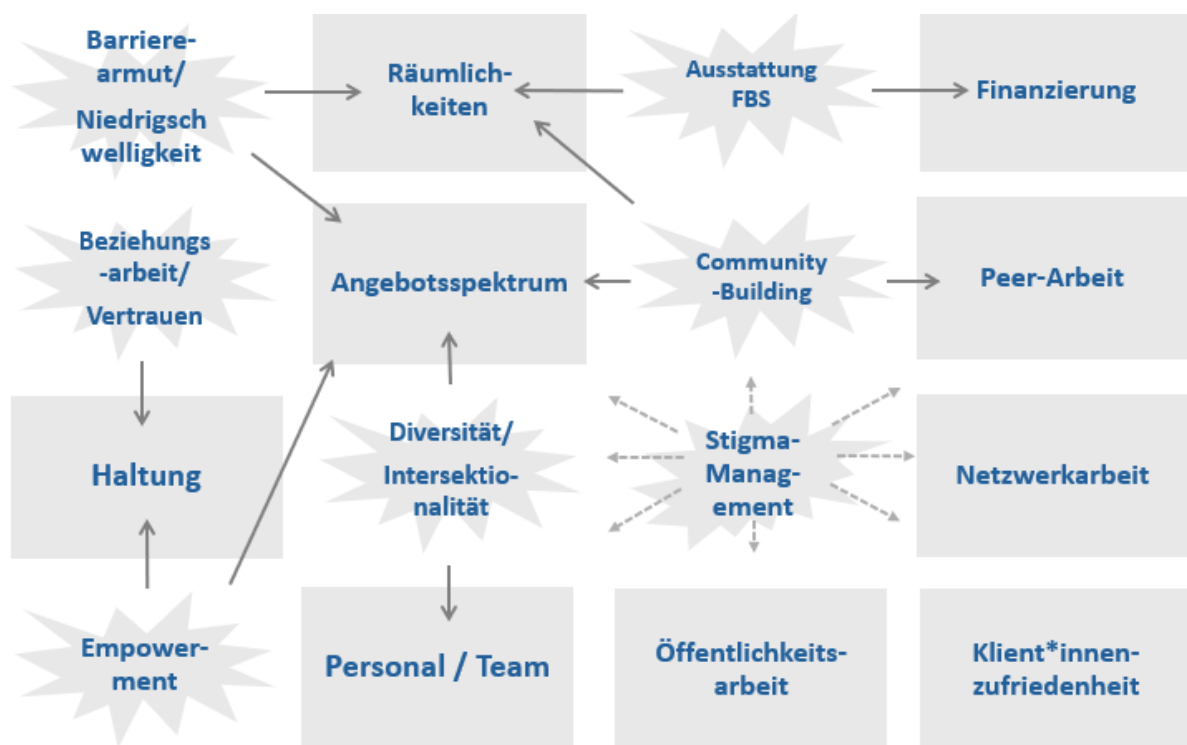 Barriere-
armut/
Niedrigsch
welligkeit
Räumlich-
keiten
Ausstattung
FBS
Finanzierung
Beziehungs
-arbeit/
Vertrauen
Angebotsspektrum
Community
-Building
Peer-Arbeit
Haltung
Diversität/
Intersektio-
nalität
Stigma-
Manag-
ement
Netzwerkarbeit
Empower-
ment
Personal / Team
Öffentlichkeits-
arbeit
Klient*innen-
zufriedenheit